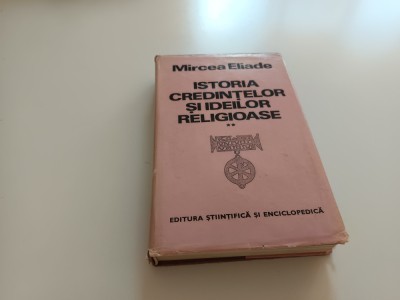 Mircea Eliade
ISTORIA
CREDINȚELOR
ȘI IDEILOR
RELIGIOASE
**
EDITURA ȘTIINȚIFICĂ ȘI ENCICLOPEDICĂ